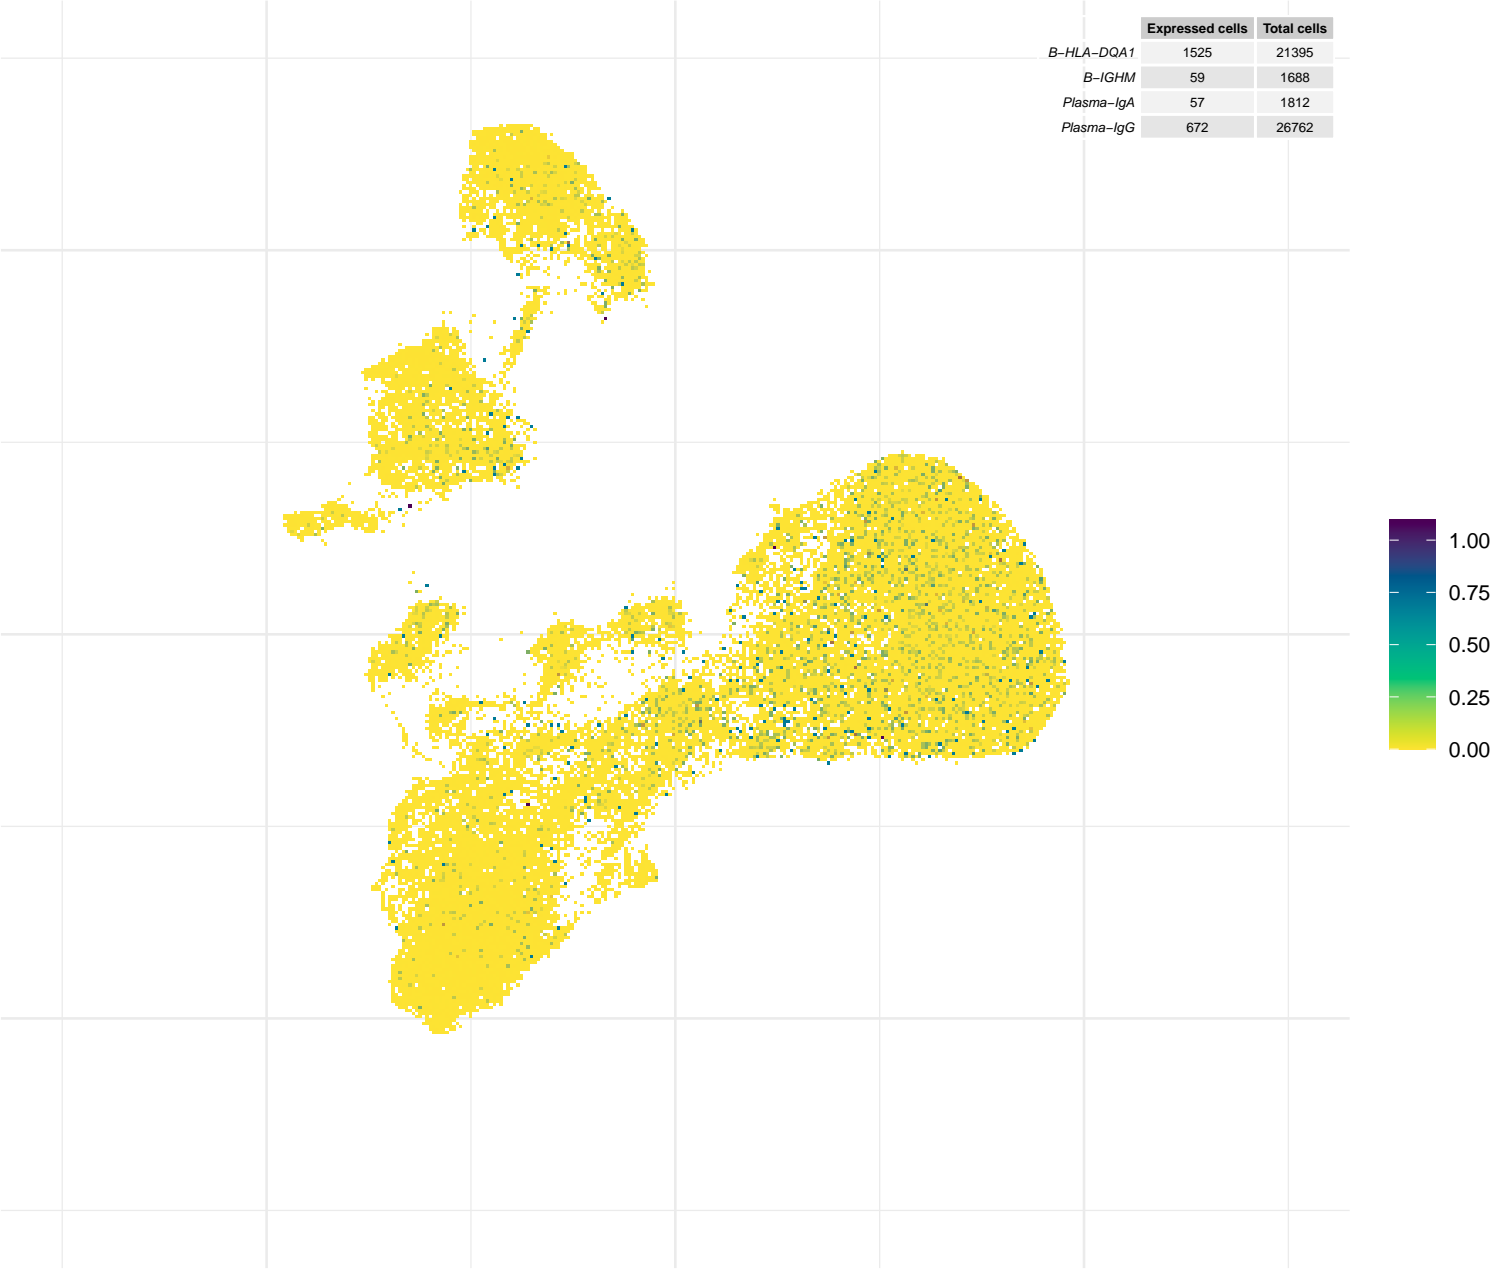 Expressed cells Total cells
B−HLA−DQA1 1525 21395
B−IGHM 59 1688
Plasma−IgA 57 1812
Plasma−IgG 672 26762
1.00
0.75
0.50
0.25
0.00